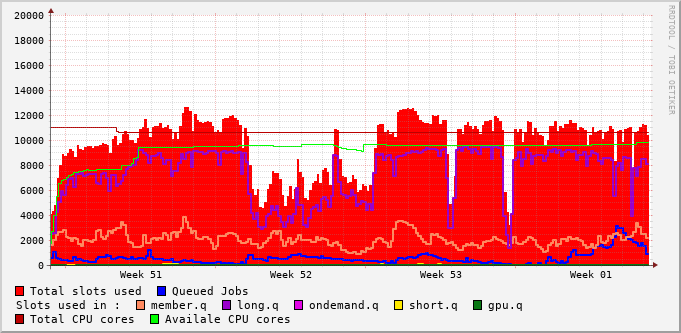 20000
18000
16000
14000
12000
10000
8000
6000
4000
2000
0
Week 51 Week 52 Week 53 Week 01
Total slots used Queued Jobs
Slots used in : member.q long.q ondemand.q short.q gpu.q
Total CPU cores Availale CPU cores
RRDTOOL / TOBI OETIKER